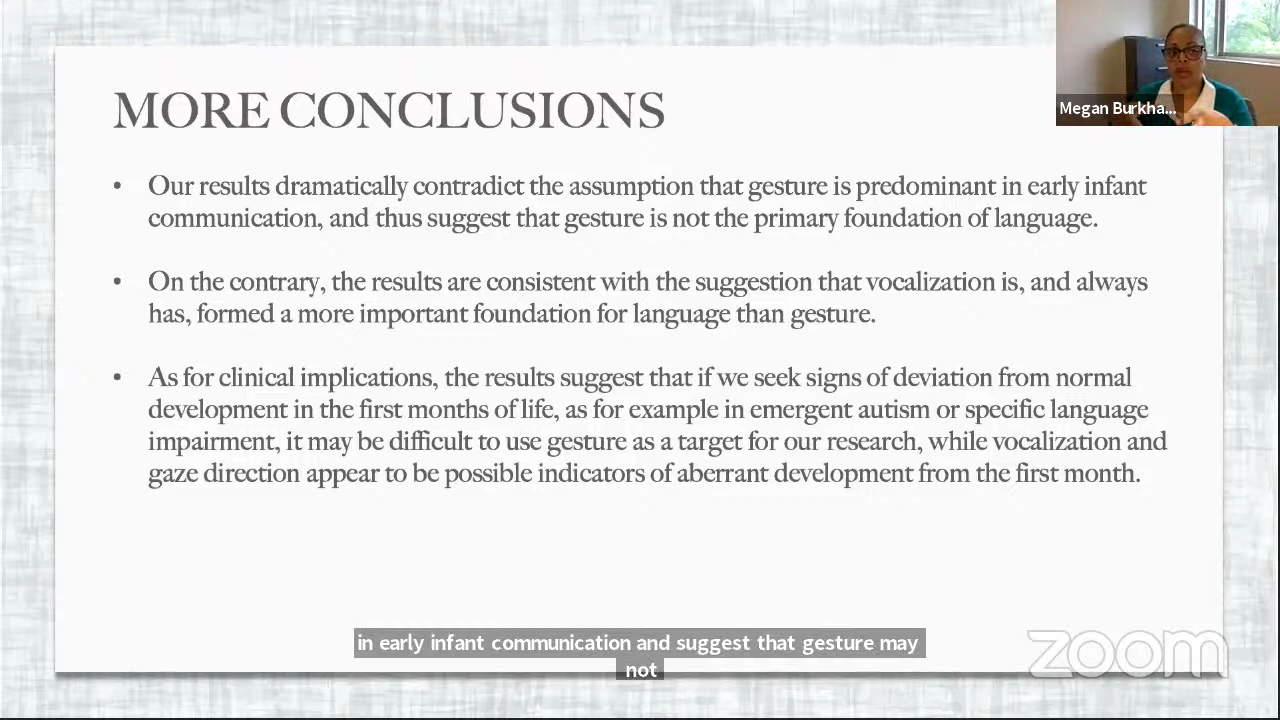 MORE CONCLUSIONS
Megan Burkha...
• Our results dramatically contradict the assumption that gesture is predominant in early infant
communication, and thus suggest that gesture is not the primary foundation of language.
• On the contrary, the results are consistent with the suggestion that vocalization is, and always
has, formed a more important foundation for language than gesture.
• As for clinical implications, the results suggest that if we seek signs of deviation from normal
development in the first months of life, as for example in emergent autism or specific language
impairment, it may be difficult to use gesture as a target for our research, while vocalization and
gaze direction appear to be possible indicators of aberrant development from the first month.
in early infant communication and suggest that gesture may
not
zoom